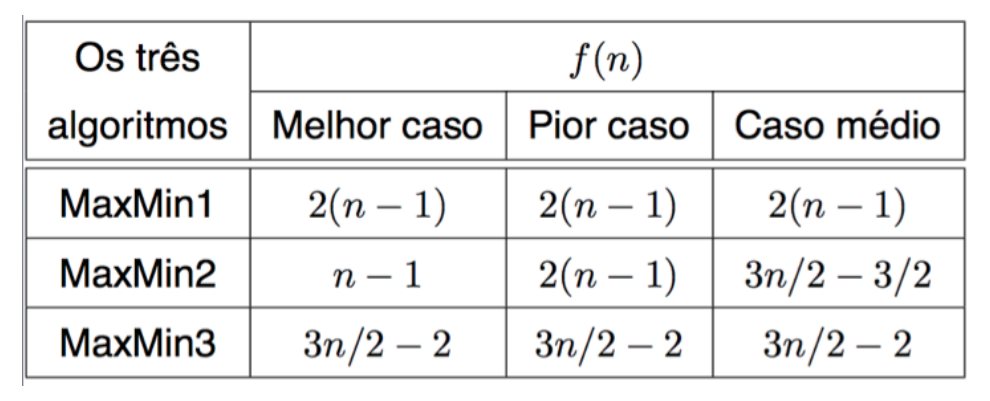 Os três algoritmos f(n)
Melhor caso Pior caso Caso médio
MaxMin1 2(n − 1) 2(n − 1) 2(n − 1)
MaxMin2 n − 1 2(n − 1) 3n/2 − 3/2
MaxMin3 3n/2 − 2 3n/2 − 2 3n/2 − 2